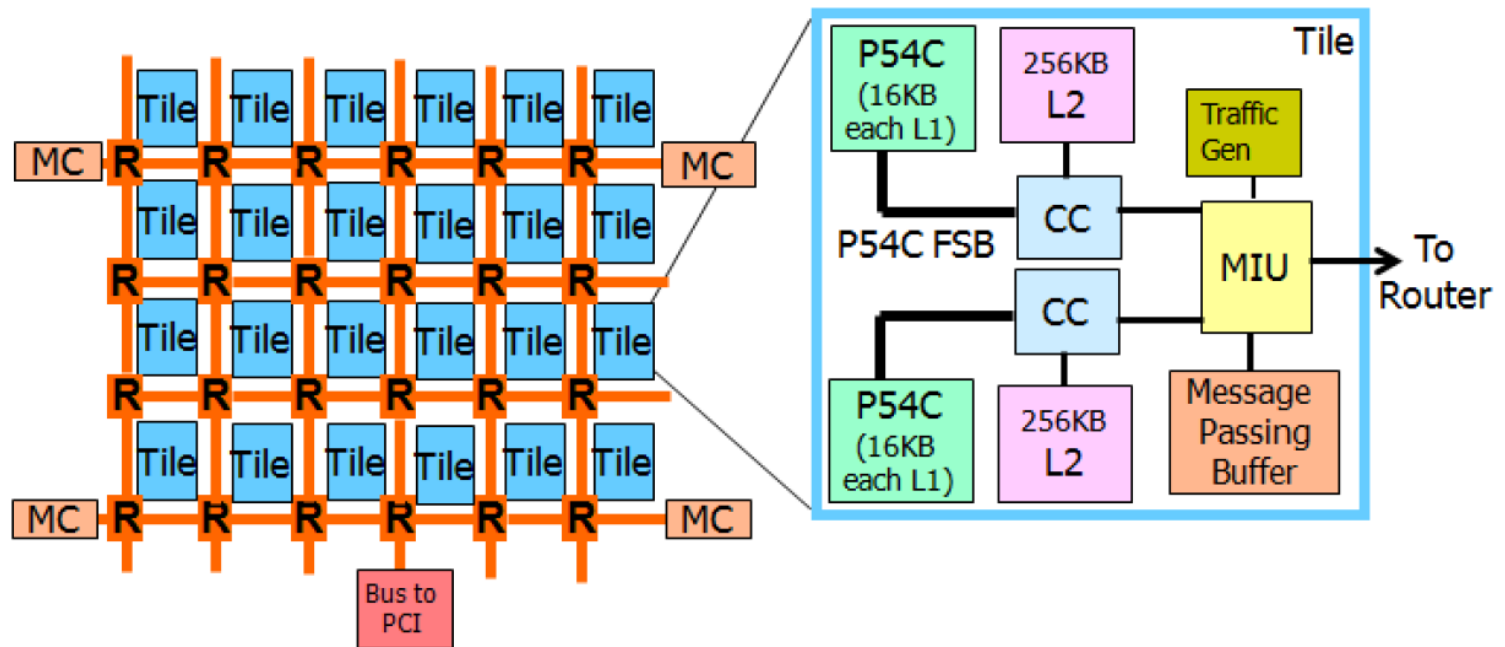 Tile Tile Tile Tile Tile Tile
MC R R R R R R MC
Tile Tile Tile Tile Tile Tile
R R R R R R
Tile Tile Tile Tile Tile Tile
R R R R R R
Tile Tile Tile Tile Tile Tile
MC R R R R R R MC
Bus to
PCI
Tile
P54C
(16KB
each L1)
256KB
L2
Traffic
Gen
CC
P54C FSB
MIU
To
Router
CC
P54C
(16KB
each L1)
256KB
L2
Message
Passing
Buffer